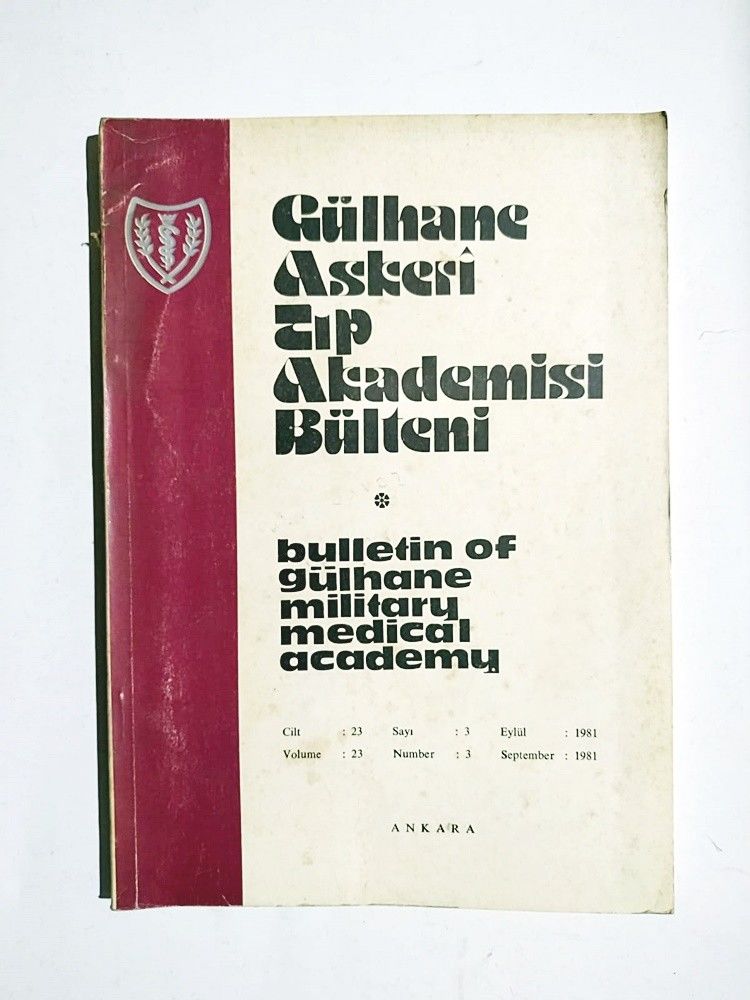 Gülhane
Askerî
Tıp
Akademisi
Bülteni
bulletin of
gülhane
military
medical
academy
Cilt : 23 Sayı : 3 Eylül : 1981
Volume : 23 Number : 3 September : 1981
ANKARA